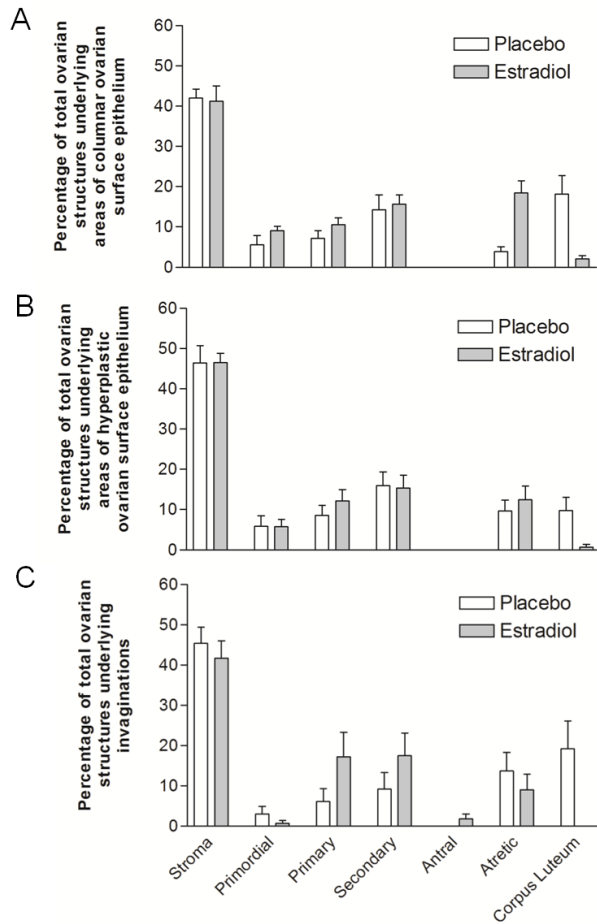 A
Percentage of total ovarian
structures underlying
areas of columnar ovarian
surface epithelium
60
50
40
30
20
10
0
Placebo
Estradiol
B
Percentage of total ovarian
structures underlying
areas of hyperplastic
ovarian surface epithelium
60
50
40
30
20
10
0
Placebo
Estradiol
C
Percentage of total ovarian
structures underlying
invaginations
60
50
40
30
20
10
0
Placebo
Estradiol
Stroma
Primordial
Primary
Secondary
Antral
Atretic
Corpus Luteum